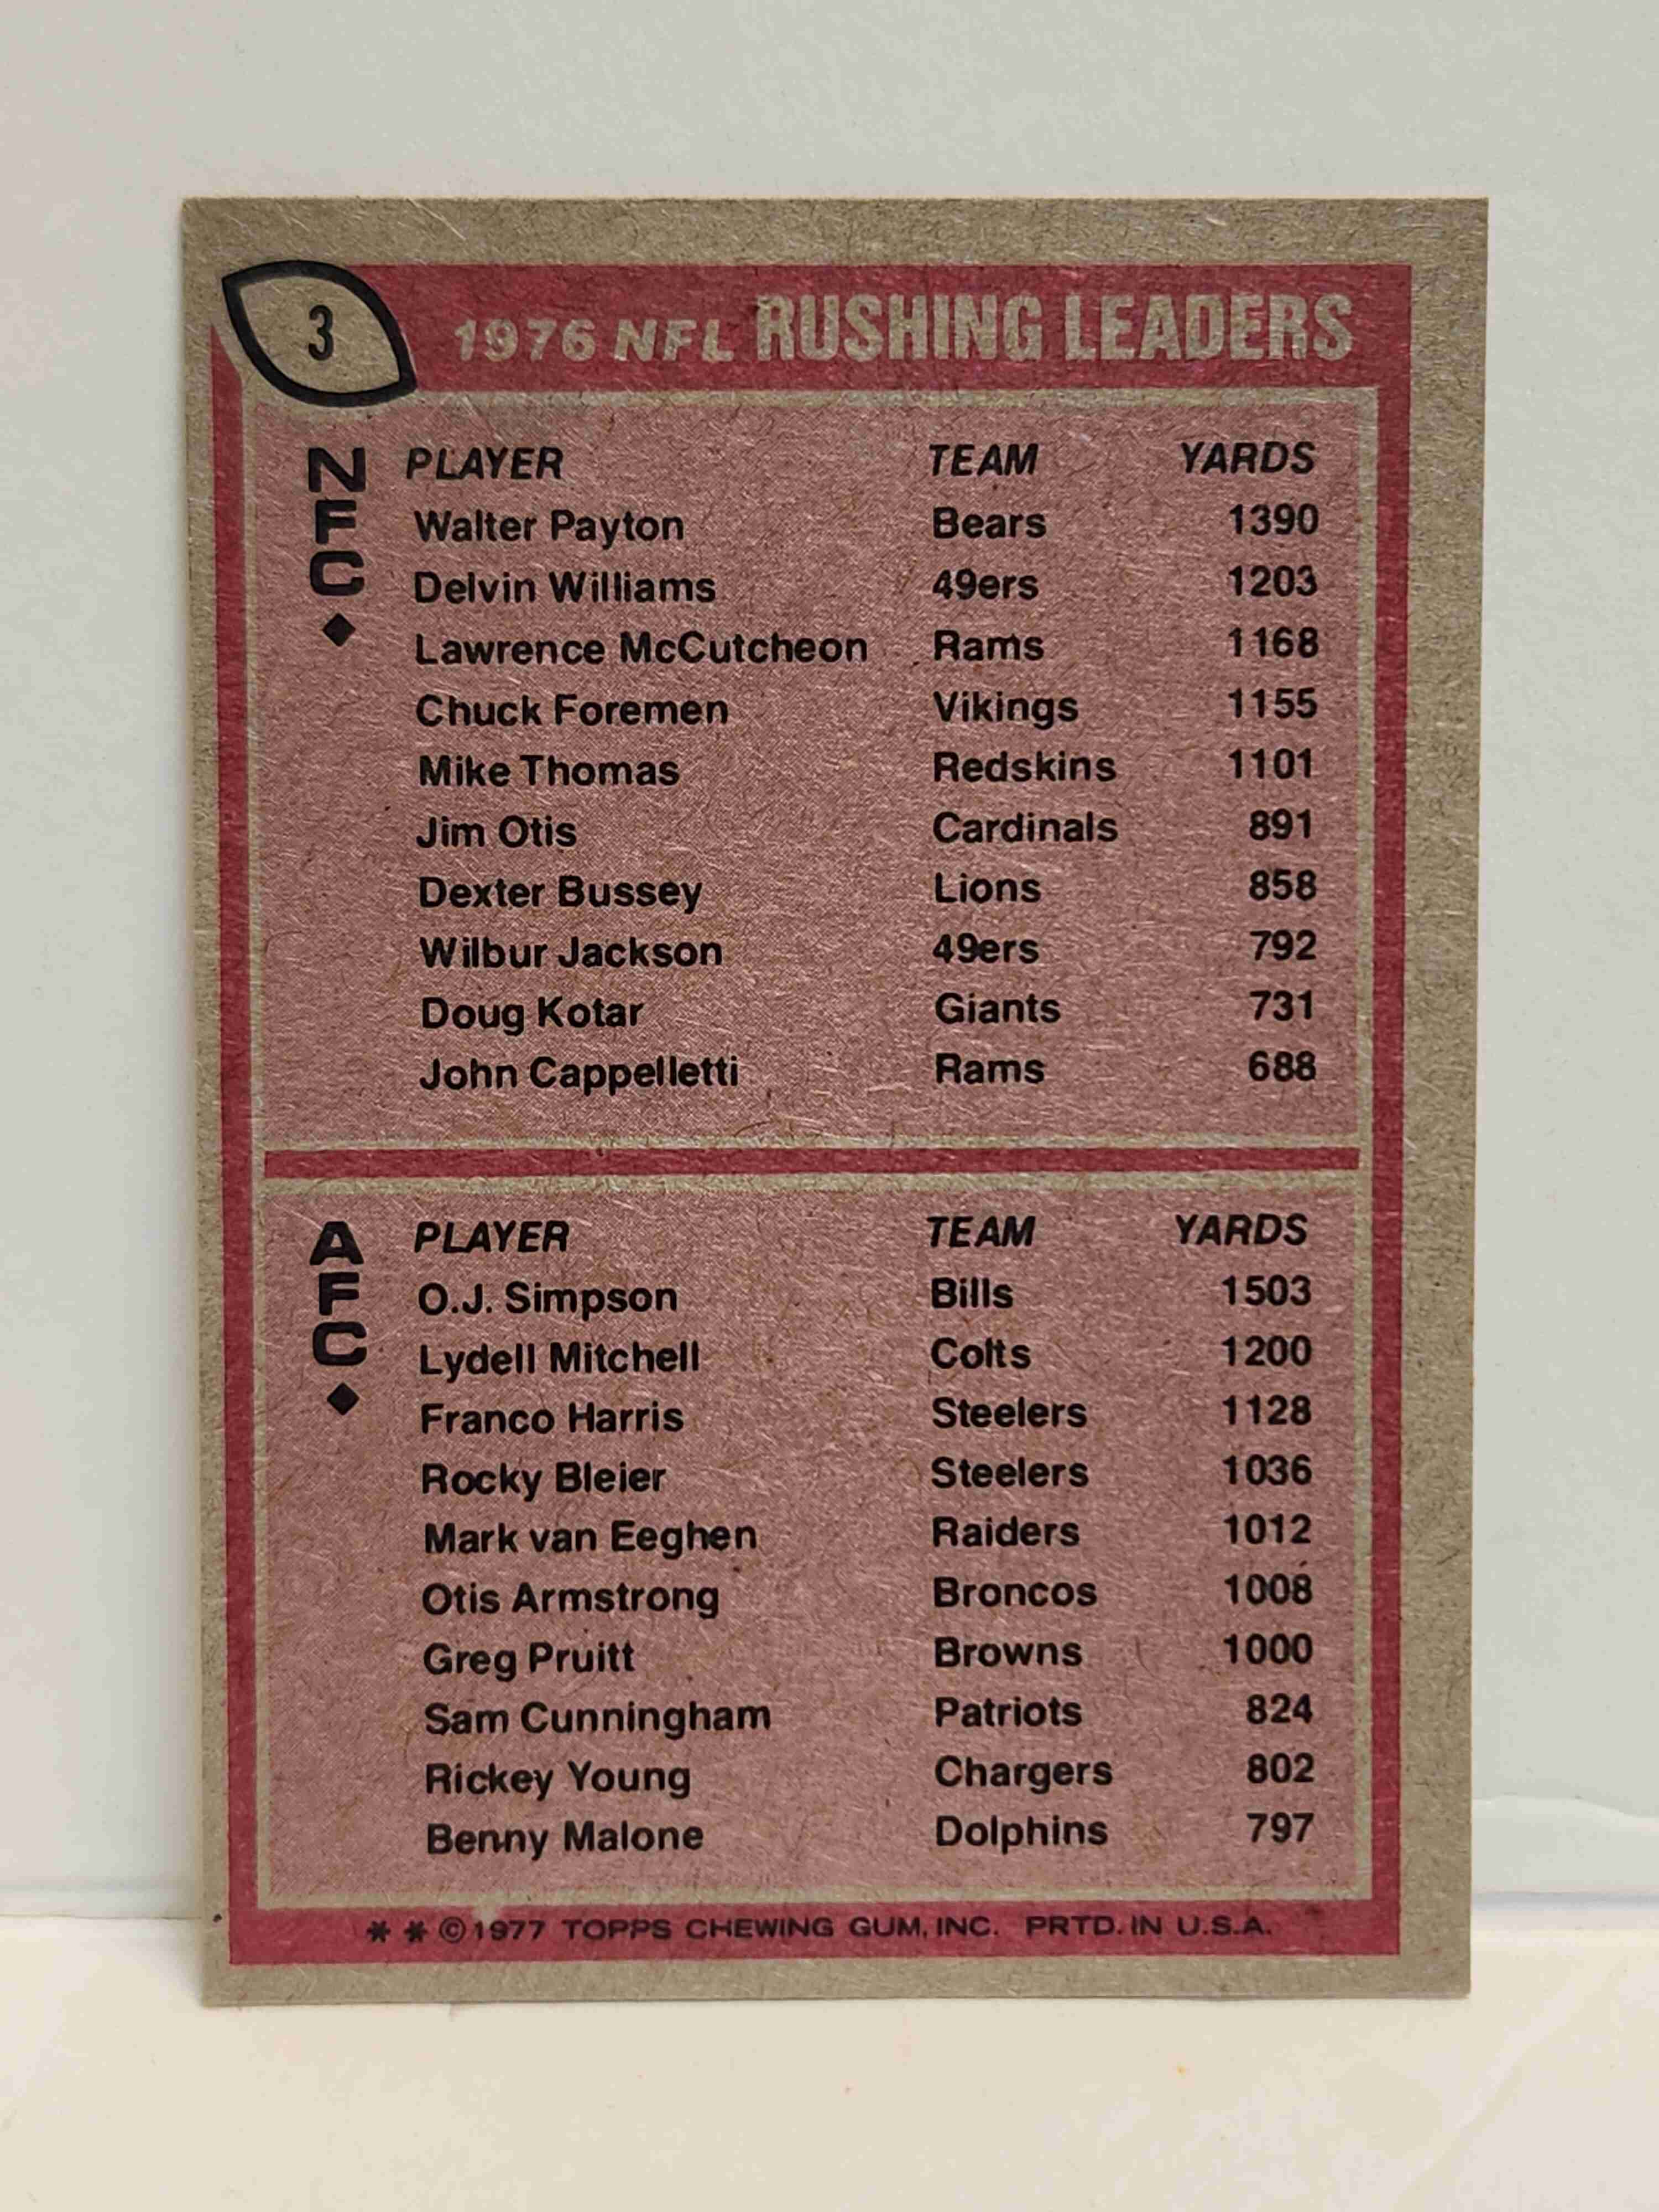 3
1976 NFL RUSHING LEADERS
NFC
PLAYER TEAM YARDS
Walter Payton Bears 1390
Delvin Williams 49ers 1203
Lawrence McCutcheon Rams 1168
Chuck Foremen Vikings 1155
Mike Thomas Redskins 1101
Jim Otis Cardinals 891
Dexter Bussey Lions 858
Wilbur Jackson 49ers 792
Doug Kotar Giants 731
John Cappelletti Rams 688
AFC
PLAYER TEAM YARDS
O.J. Simpson Bills 1503
Lydell Mitchell Colts 1200
Franco Harris Steelers 1128
Rocky Bleier Steelers 1036
Mark van Eeghen Raiders 1012
Otis Armstrong Broncos 1008
Greg Pruitt Browns 1000
Sam Cunningham Patriots 824
Rickey Young Chargers 802
Benny Malone Dolphins 797
* * © 1977 TOPPS CHEWING GUM, INC. PRTD. IN U.S.A.